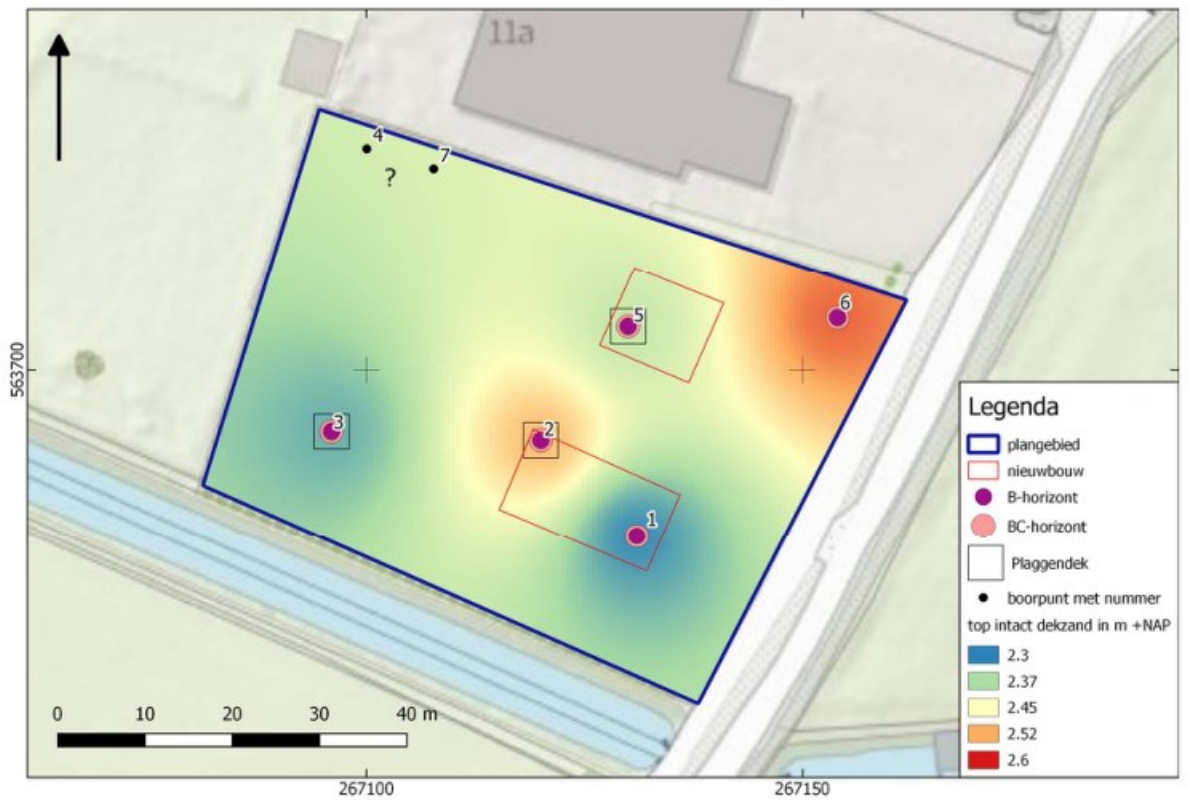 11a
4
7
?
6
5
3
2
1
563700
Legenda
plangebied
nieuwbouw
B-horizont
BC-horizont
Plaggendek
boorpunt met nummer
top intact dekzand in m +NAP
2.3
2.37
2.45
2.52
2.6
0 10 20 30 40 m
267100 267150